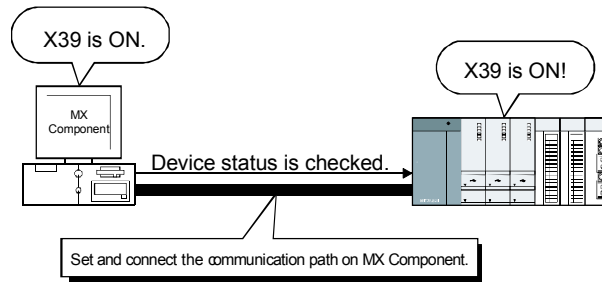 X39 is ON.
X39 is ON!
MX
Component
Device status is checked.
Set and connect the communication path on MX Component.